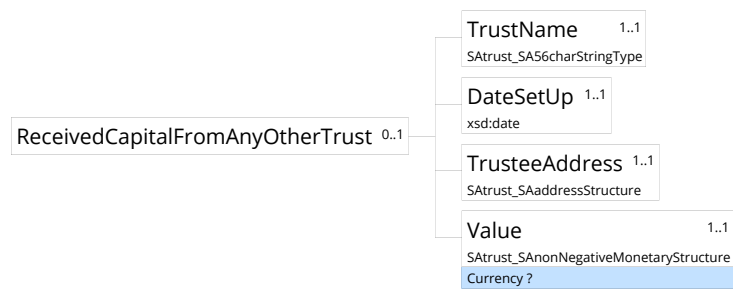 TrustName 1..1
SAtrust_SA56charStringType
DateSetUp 1..1
xsd:date
ReceivedCapitalFromAnyOtherTrust 0..1
TrusteeAddress 1..1
SAtrust_SAaddressStructure
Value 1..1
SAtrust_SAnonNegativeMonetaryStructure
Currency ?